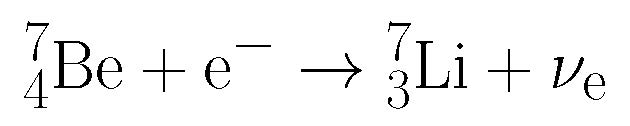 ⁷₄Be + e⁻ → ⁷₃Li + νₑ